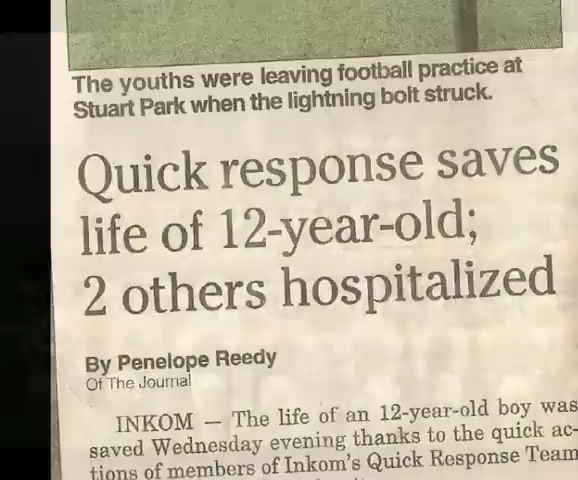 The youths were leaving football practice at
Stuart Park when the lightning bolt struck.
Quick response saves
life of 12-year-old;
2 others hospitalized
By Penelope Reedy
Of The Journal
INKOM — The life of an 12-year-old boy was
saved Wednesday evening thanks to the quick ac-
tions of members of Inkom's Quick Response Team